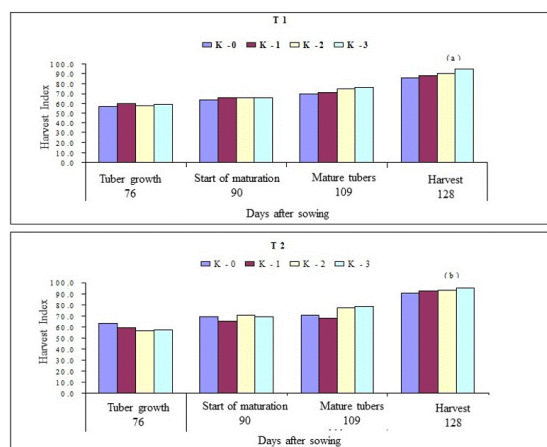 T 1
K - 0 K - 1 K - 2 K - 3
( a )
Harvest Index
100.0
90.0
80.0
70.0
60.0
50.0
40.0
30.0
20.0
10.0
0.0
Tuber growth Start of maturation Mature tubers Harvest
76 90 109 128
Days after sowing
T 2
K - 0 K - 1 K - 2 K - 3
( b )
Harvest Index
100.0
90.0
80.0
70.0
60.0
50.0
40.0
30.0
20.0
10.0
0.0
Tuber growth Start of maturation Mature tubers Harvest
76 90 109 128
Days after sowing